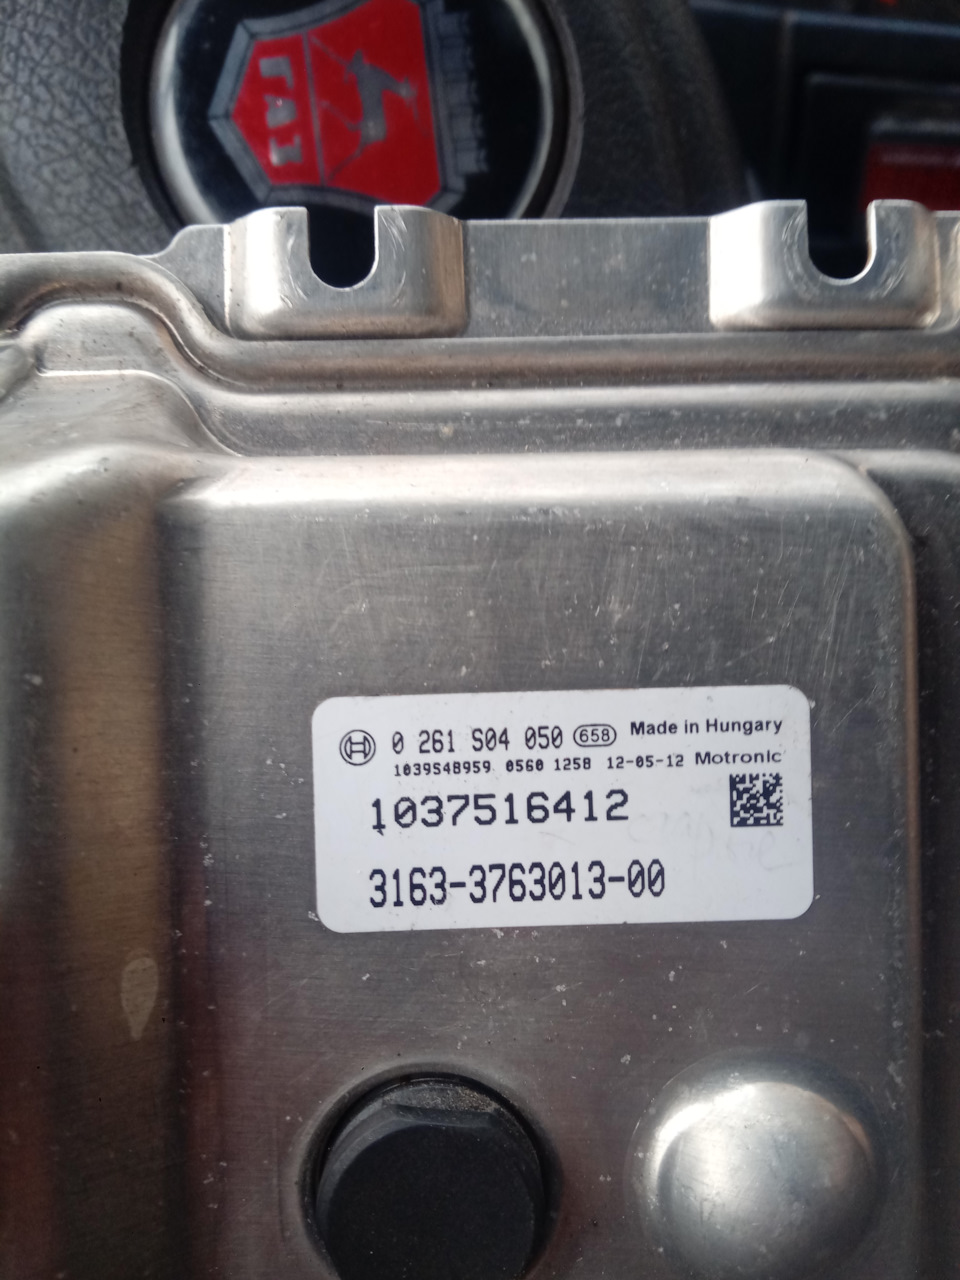 ГАЗ
0 261 S04 050 658 Made in Hungary
1039S48959 0560 1258 12-05-12 Motronic
1037516412
3163-3763013-00